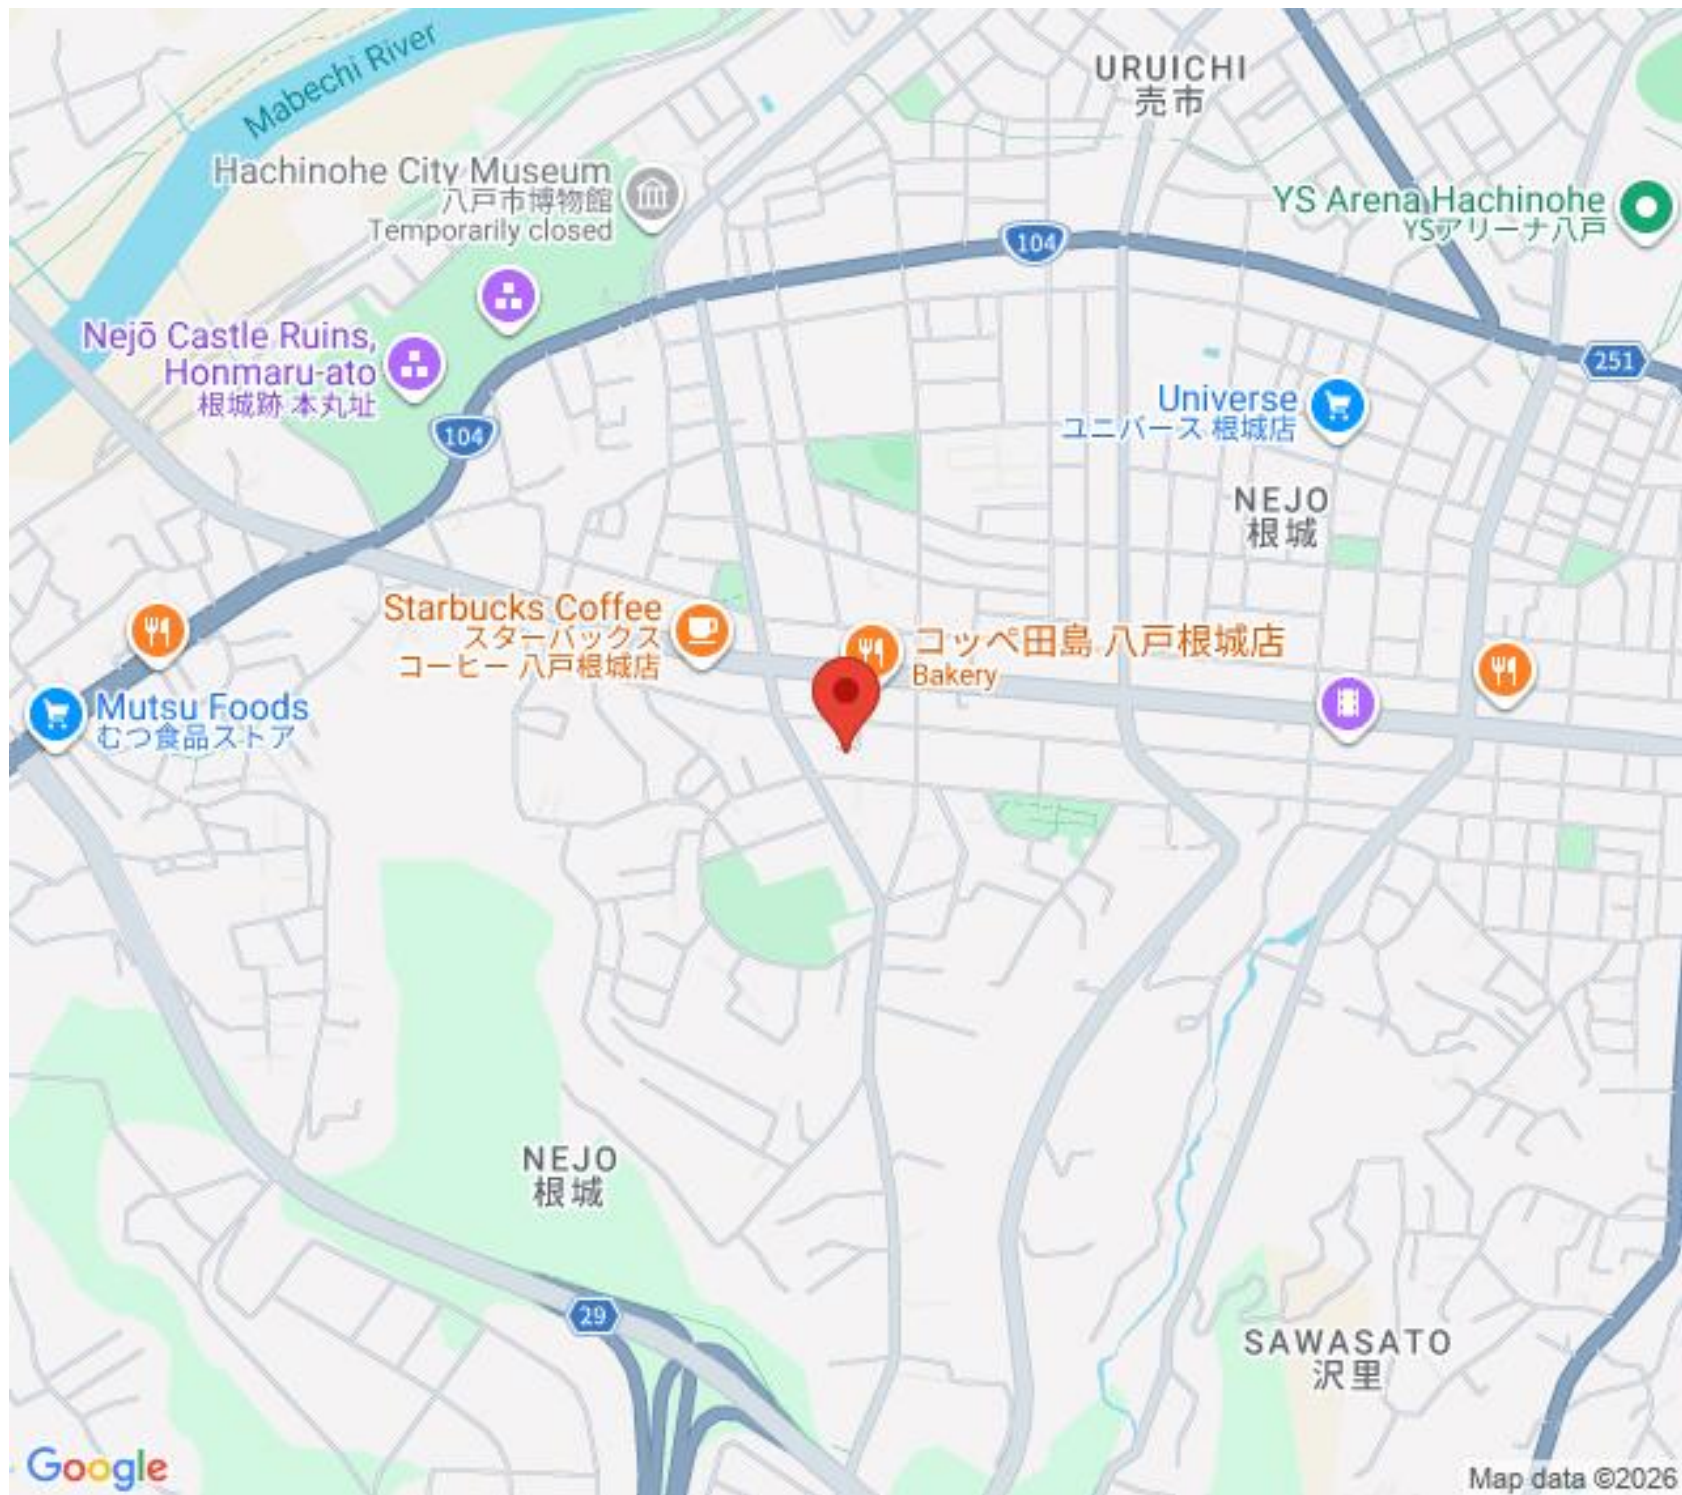 Mabechi River
URUICHI
売市
Hachinohe City Museum
八戸市博物館
Temporarily closed
YS Arena Hachinohe
YSアリーナ八戸
104
Nejō Castle Ruins,
Honmaru-ato
根城跡 本丸址
251
Universe
ユニバース 根城店
104
NEJO
根城
Starbucks Coffee
スターバックス
コーヒー 八戸根城店
コッペ田島 八戸根城店
Bakery
Mutsu Foods
むつ食品ストア
NEJO
根城
29
SAWASATO
沢里
Google
Map data ©2026